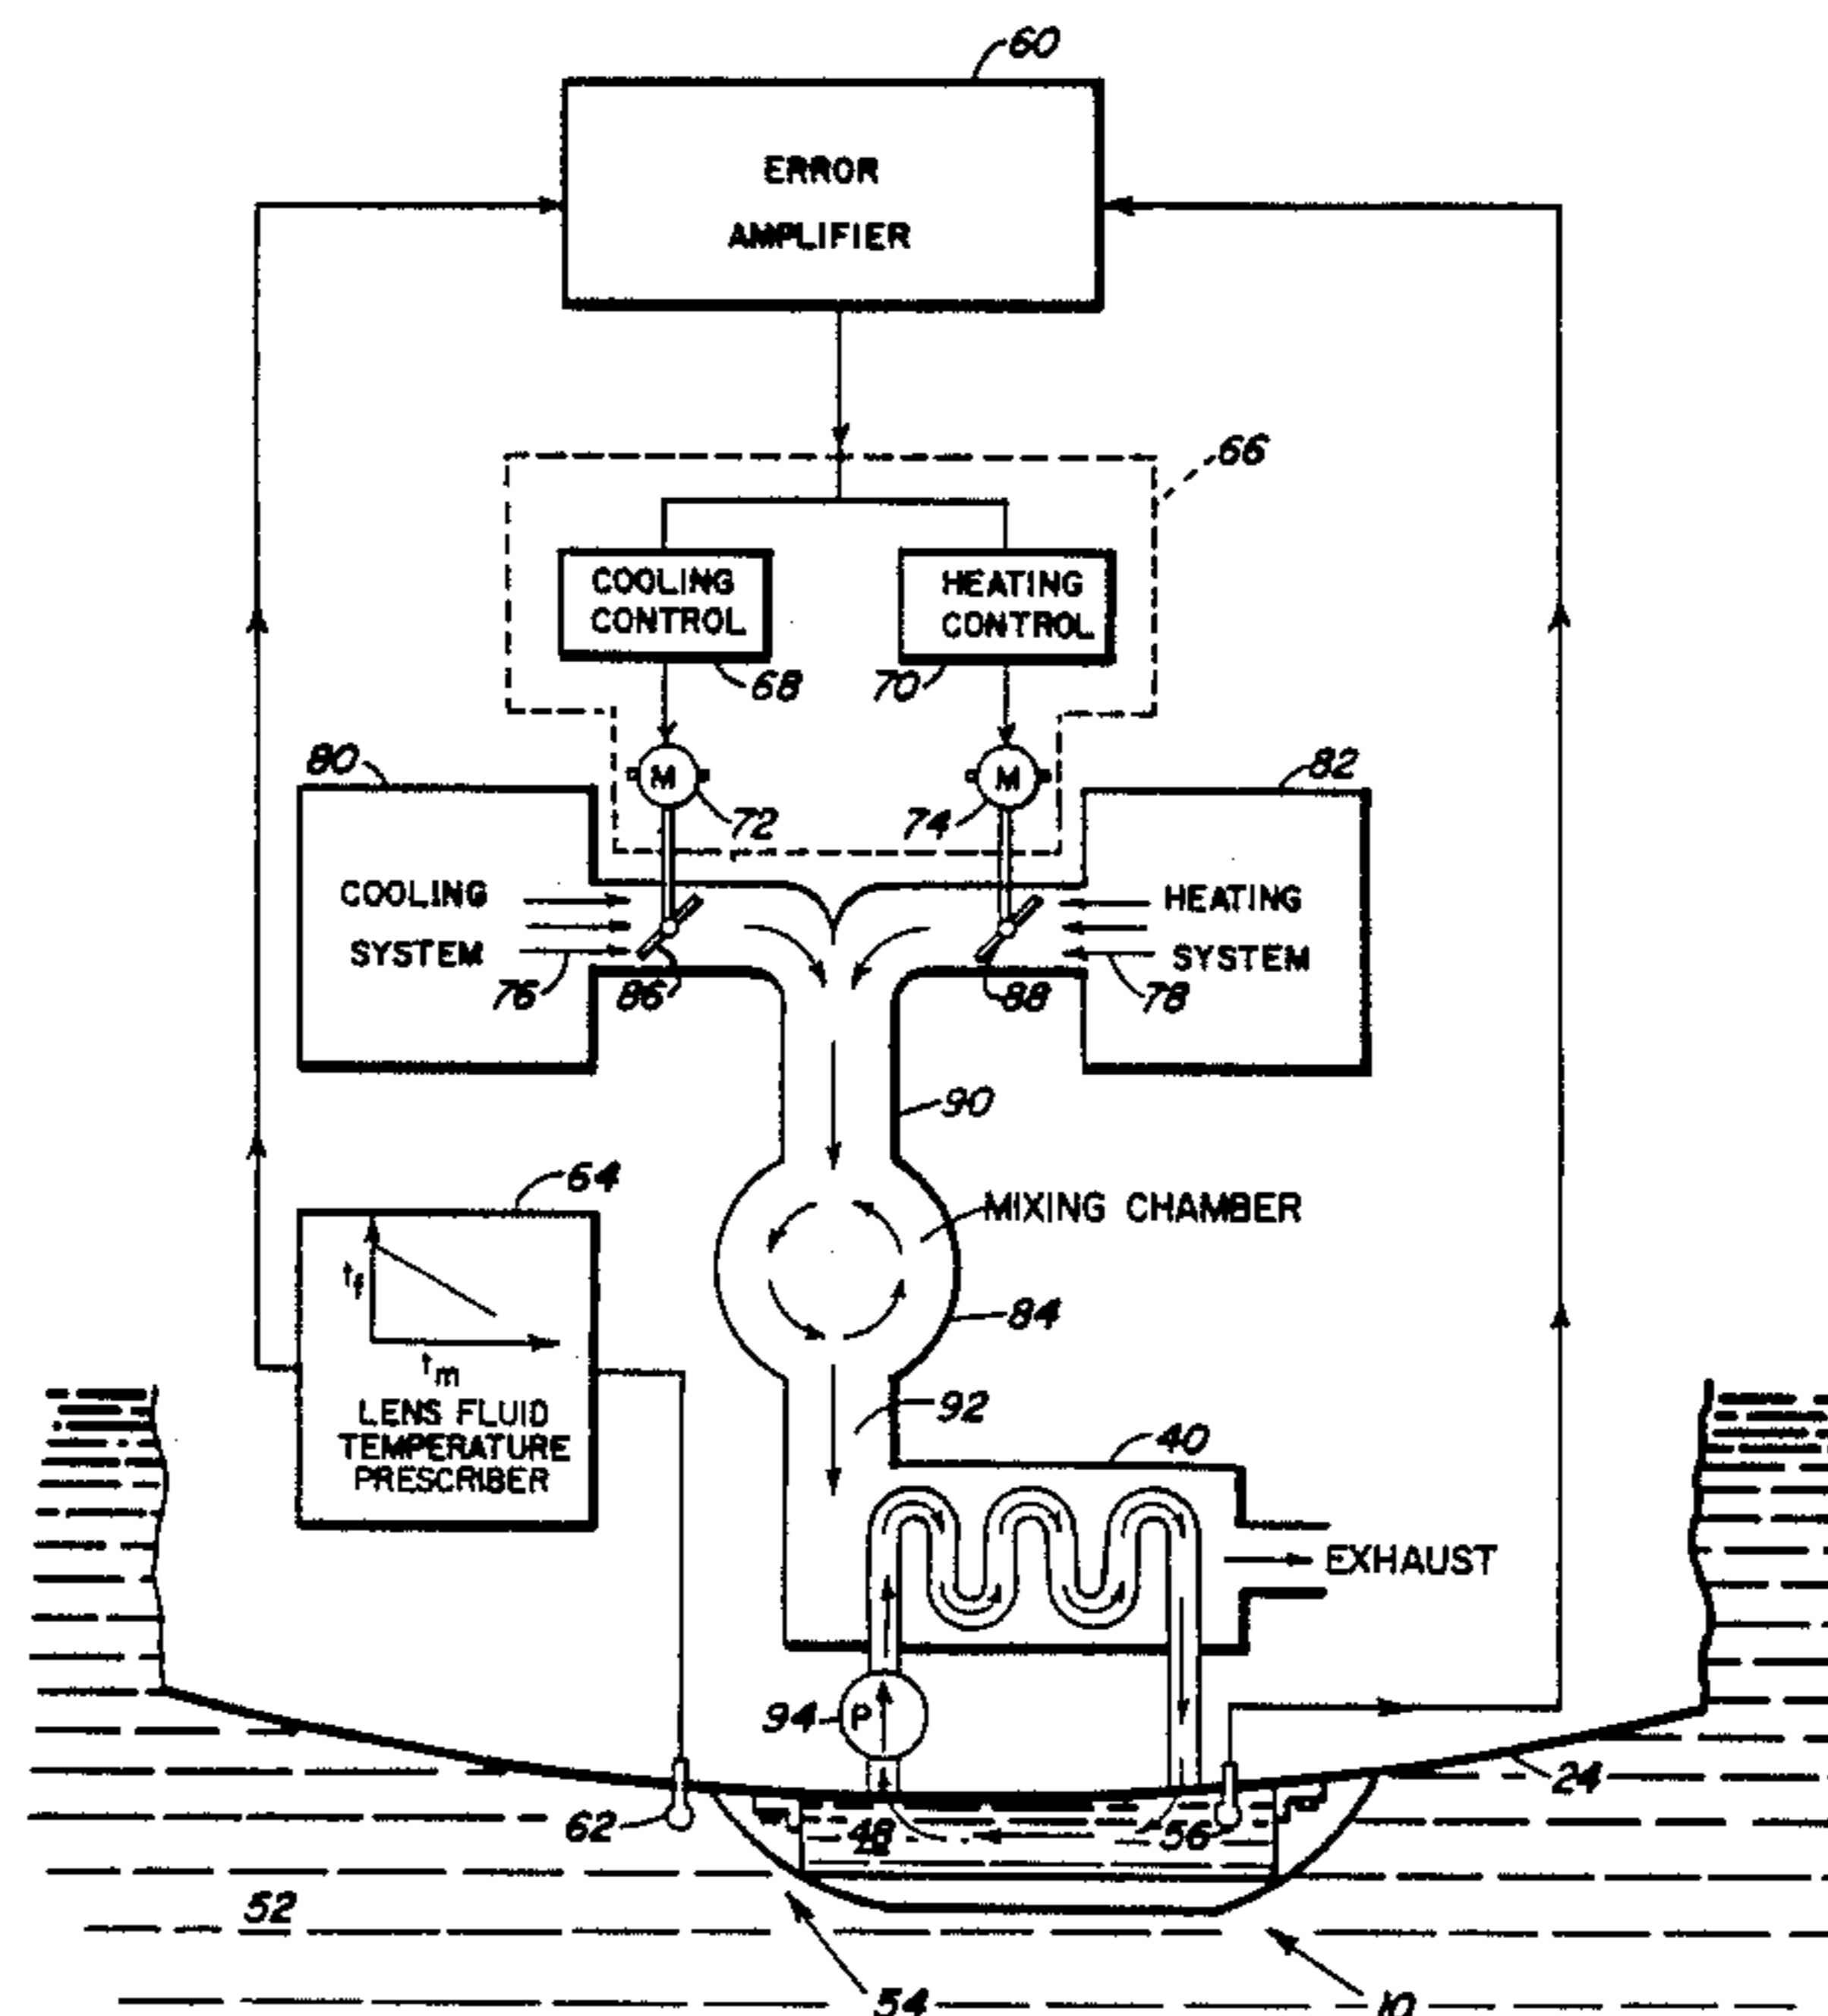 60
ERROR
AMPLIFIER
66
COOLING
CONTROL
HEATING
CONTROL
68
70
80
M
M
82
72
74
COOLING
SYSTEM
HEATING
SYSTEM
76
86
88
78
90
64
MIXING CHAMBER
tf
tm
84
LENS FLUID
TEMPERATURE
PRESCRIBER
92
40
EXHAUST
94
P
24
62
48
56
52
54
10